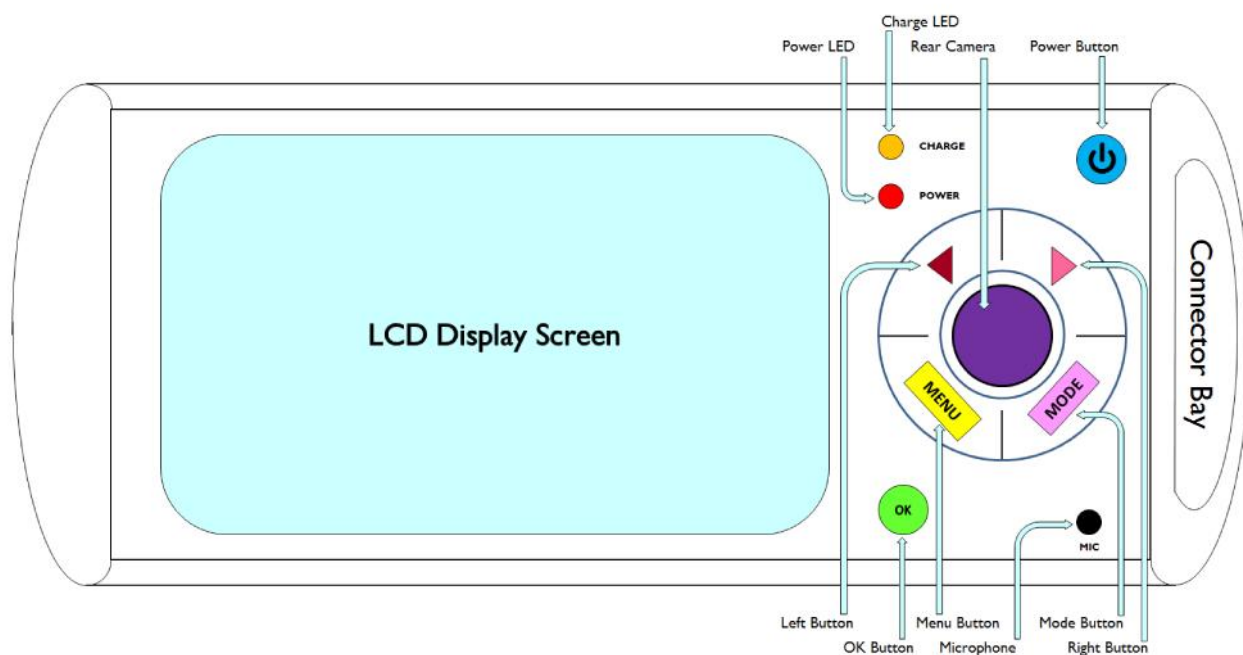 Charge LED
Power LED
Rear Camera
Power Button
CHARGE
POWER
LCD Display Screen
Connector Bay
MENU
MODE
OK
MIC
Left Button
Menu Button
Mode Button
OK Button
Microphone
Right Button